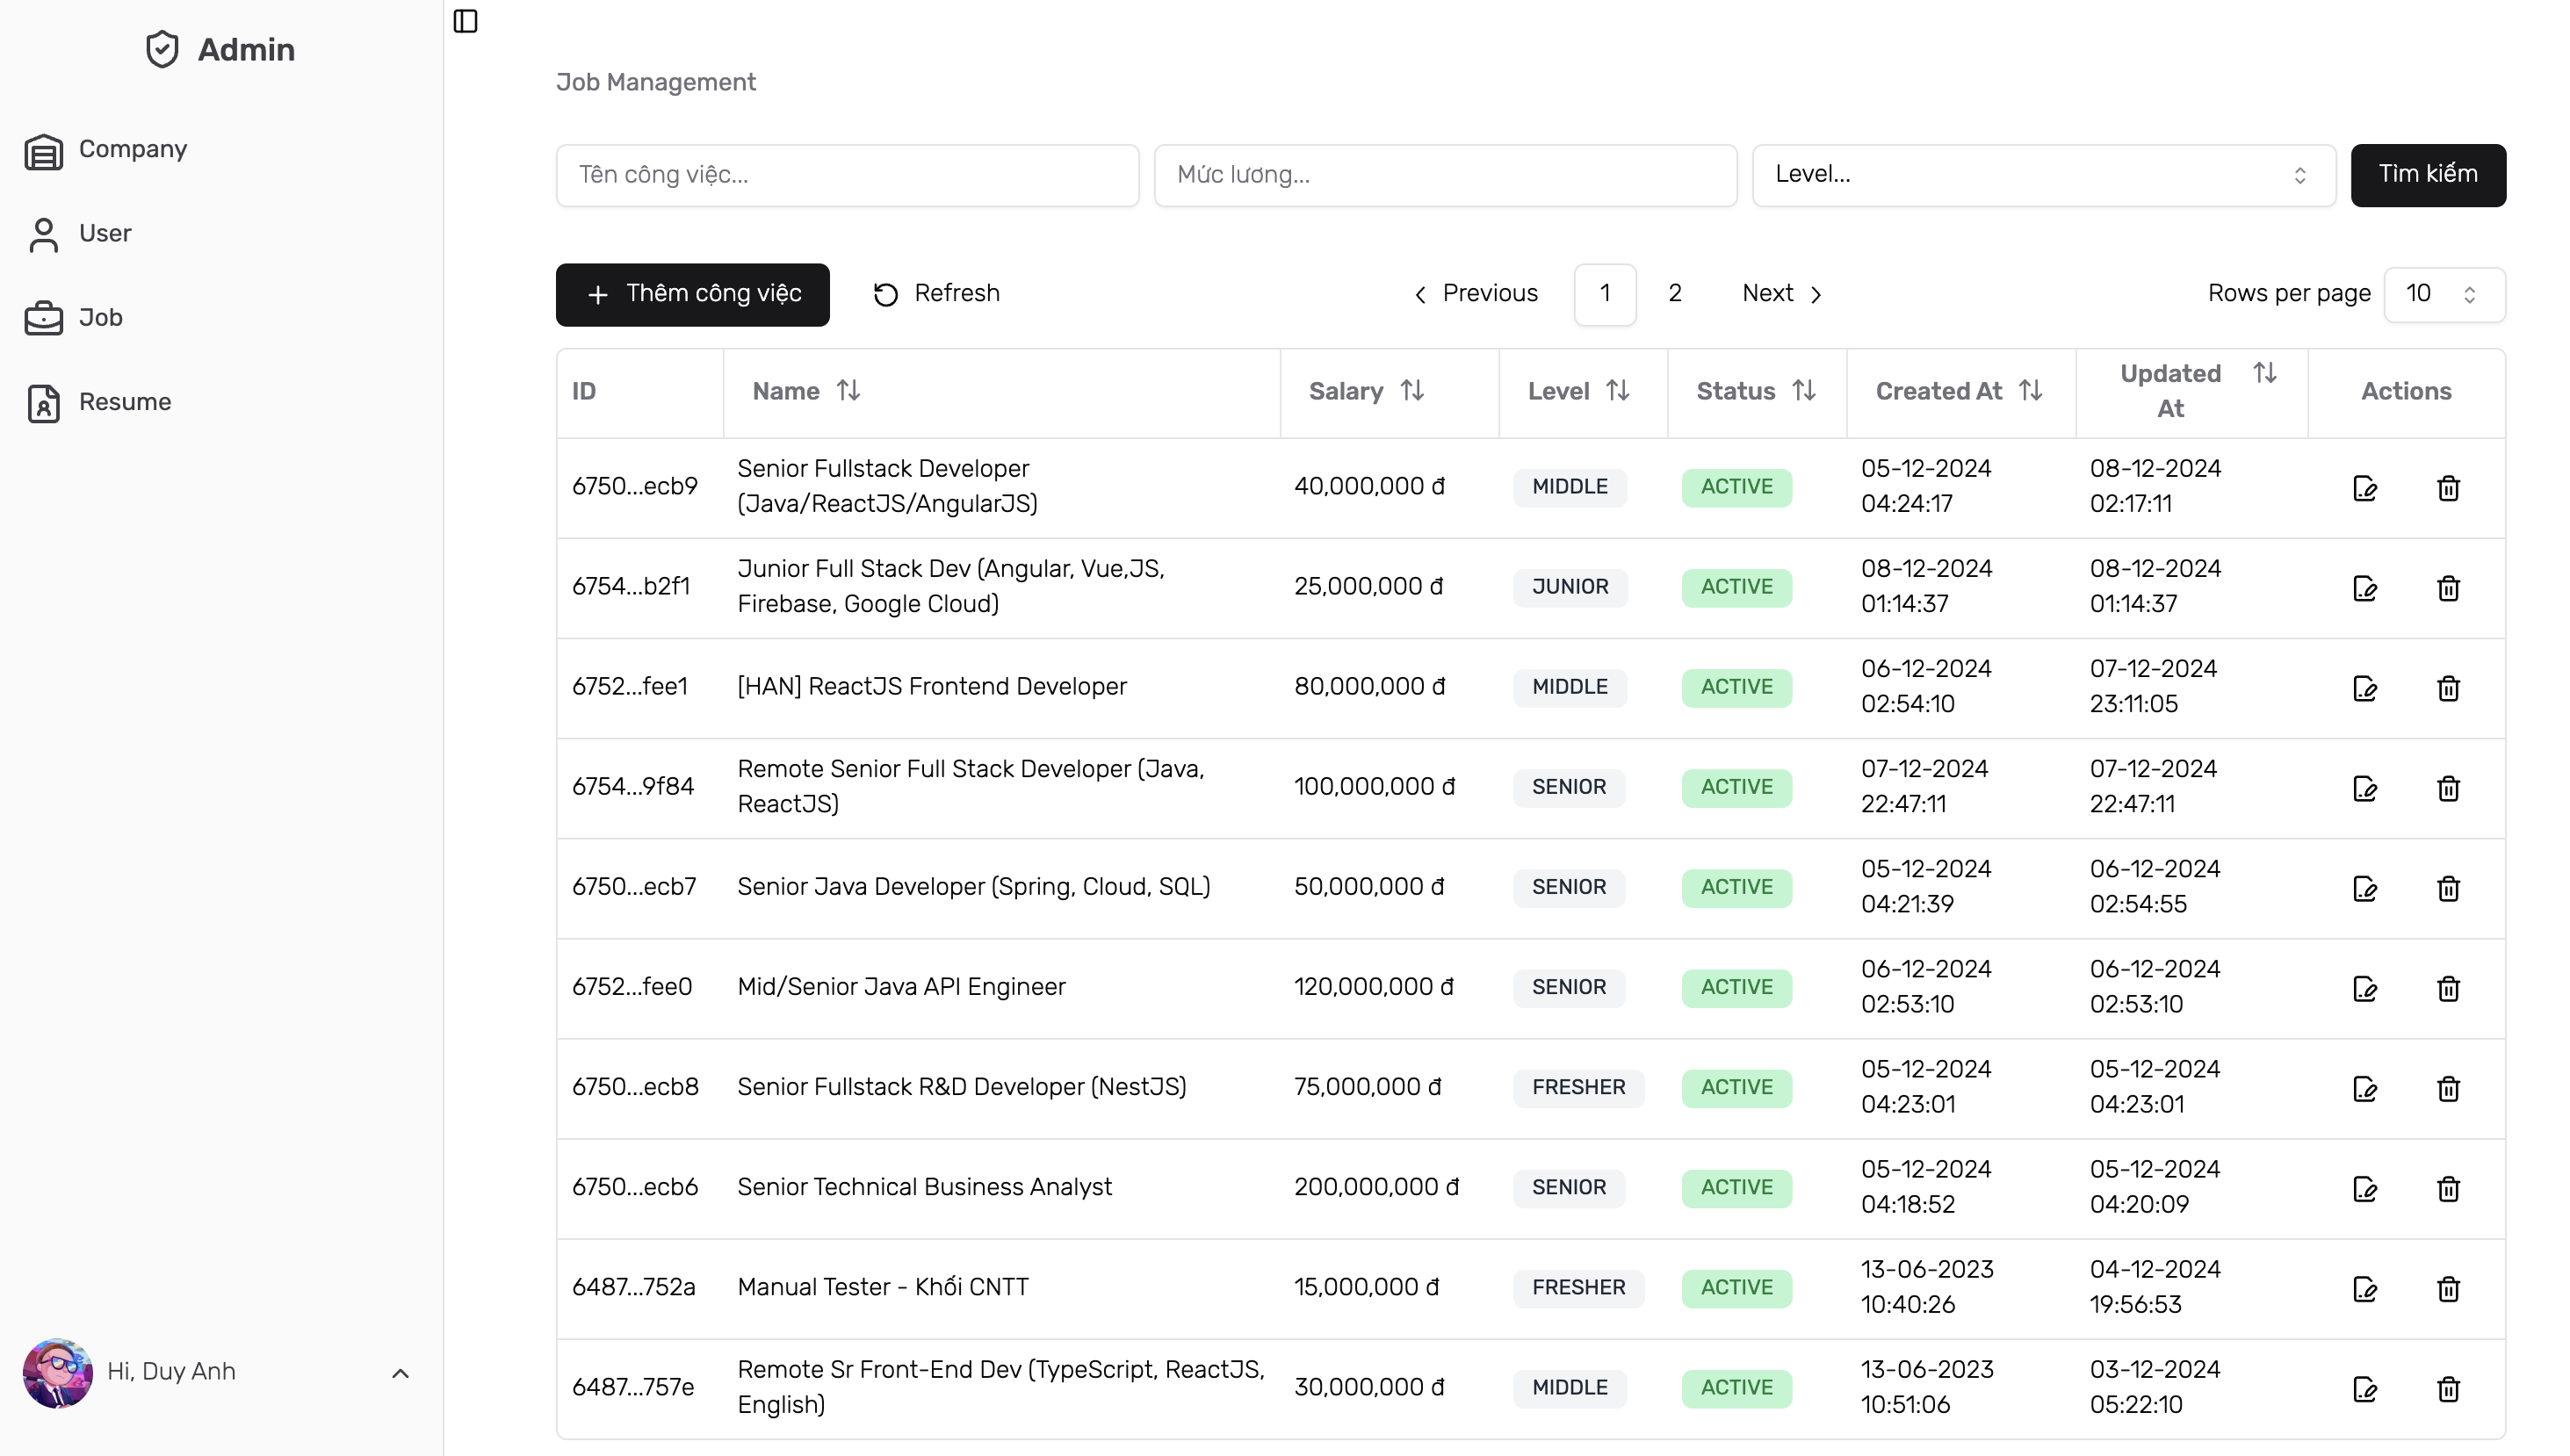 Admin
Company
User
Job
Resume
Hi, Duy Anh
Job Management
Tên công việc...
Mức lương...
Level...
Tìm kiếm
Thêm công việc
Refresh
Previous
1
2
Next
Rows per page
10
ID
Name
Salary
Level
Status
Created At
Updated
At
Actions
6750...ecb9
Senior Fullstack Developer
(Java/ReactJS/AngularJS)
40,000,000 đ
MIDDLE
ACTIVE
05-12-2024
04:24:17
08-12-2024
02:17:11
6754...b2f1
Junior Full Stack Dev (Angular, Vue,JS,
Firebase, Google Cloud)
25,000,000 đ
JUNIOR
ACTIVE
08-12-2024
01:14:37
08-12-2024
01:14:37
6752...fee1
[HAN] ReactJS Frontend Developer
80,000,000 đ
MIDDLE
ACTIVE
06-12-2024
02:54:10
07-12-2024
23:11:05
6754...9f84
Remote Senior Full Stack Developer (Java,
ReactJS)
100,000,000 đ
SENIOR
ACTIVE
07-12-2024
22:47:11
07-12-2024
22:47:11
6750...ecb7
Senior Java Developer (Spring, Cloud, SQL)
50,000,000 đ
SENIOR
ACTIVE
05-12-2024
04:21:39
06-12-2024
02:54:55
6752...fee0
Mid/Senior Java API Engineer
120,000,000 đ
SENIOR
ACTIVE
06-12-2024
02:53:10
06-12-2024
02:53:10
6750...ecb8
Senior Fullstack R&D Developer (NestJS)
75,000,000 đ
FRESHER
ACTIVE
05-12-2024
04:23:01
05-12-2024
04:23:01
6750...ecb6
Senior Technical Business Analyst
200,000,000 đ
SENIOR
ACTIVE
05-12-2024
04:18:52
05-12-2024
04:20:09
6487...752a
Manual Tester - Khối CNTT
15,000,000 đ
FRESHER
ACTIVE
13-06-2023
10:40:26
04-12-2024
19:56:53
6487...757e
Remote Sr Front-End Dev (TypeScript, ReactJS,
English)
30,000,000 đ
MIDDLE
ACTIVE
13-06-2023
10:51:06
03-12-2024
05:22:10